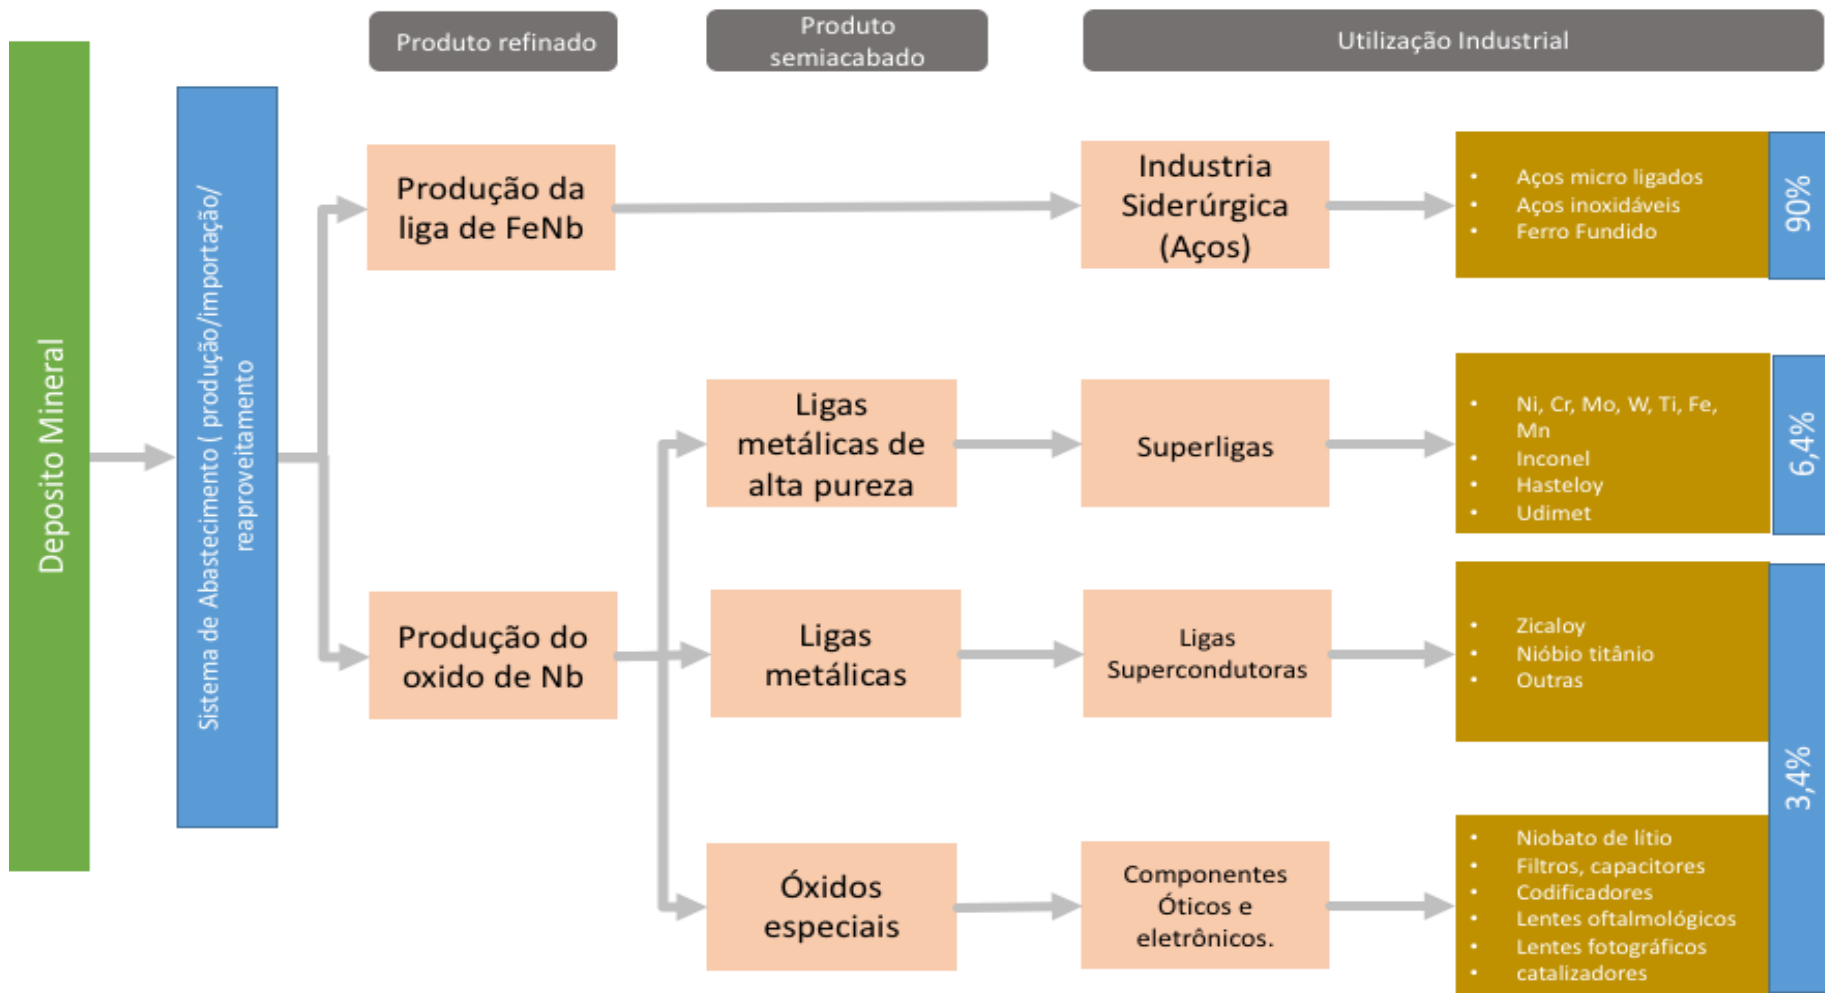 Produto refinado
Produto
semiacabado
Utilização Industrial
Deposito Mineral
Sistema de Abastecimento ( produção/importação/
reaproveitamento
Produção da
liga de FeNb
Industria
Siderúrgica
(Aços)
• Aços micro ligados
• Aços inoxidáveis
• Ferro Fundido
90%
Ligas
metálicas de
alta pureza
Superligas
• Ni, Cr, Mo, W, Ti, Fe,
Mn
• Inconel
• Hasteloy
• Udimet
6,4%
Produção do
oxido de Nb
Ligas
metálicas
Ligas
Supercondutoras
• Zicaloy
• Nióbio titânio
• Outras
3,4%
Óxidos
especiais
Componentes
Óticos e
eletrônicos.
• Niobato de lítio
• Filtros, capacitores
• Codificadores
• Lentes oftalmológicos
• Lentes fotográficos
• catalizadores